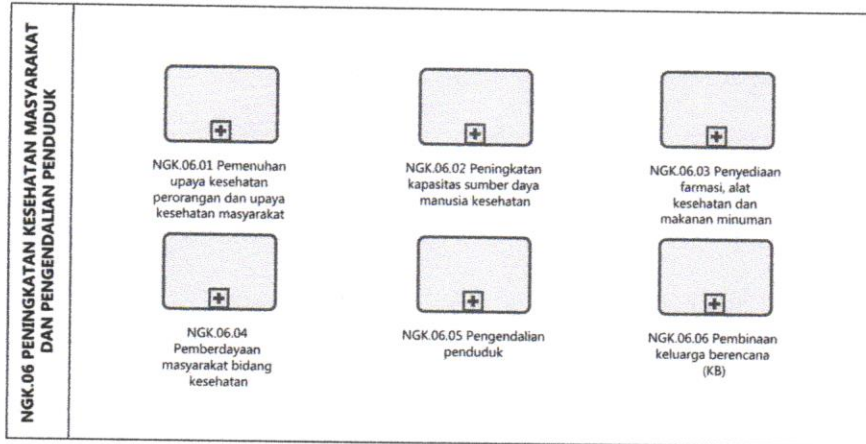 NGK.06 PENINGKATAN KESEHATAN MASYARAKAT
DAN PENGENDALIAN PENDUDUK
NGK.06.01 Pemenuhan
upaya kesehatan
perorangan dan upaya
kesehatan masyarakat
NGK.06.02 Peningkatan
kapasitas sumber daya
manusia kesehatan
NGK.06.03 Penyediaan
farmasi, alat
kesehatan dan
makanan minuman
NGK.06.04
Pemberdayaan
masyarakat bidang
kesehatan
NGK.06.05 Pengendalian
penduduk
NGK.06.06 Pembinaan
keluarga berencana
(KB)